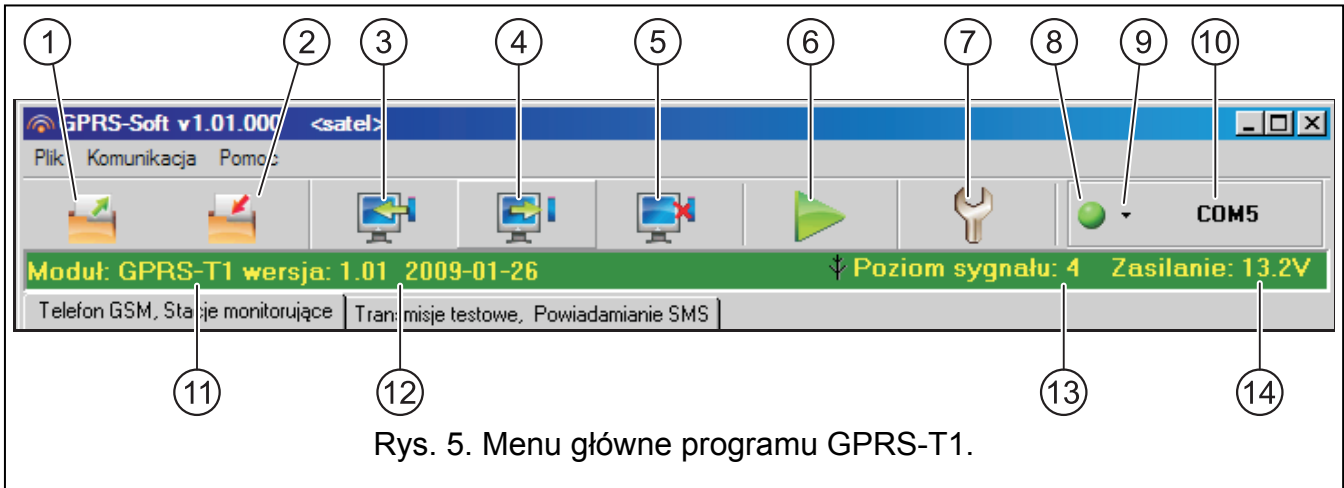 1 2 3 4 5 6 7 8 9 10
GPRS-Soft v1.01.000 <satel>
Plik Komunikacja Pomoc
COM5
Moduł: GPRS-T1 wersja: 1.01 2009-01-26 Poziom sygnału: 4 Zasilanie: 13.2V
Telefon GSM, Stacje monitorujące Transmisje testowe, Powiadamianie SMS
11 12 13 14
Rys. 5. Menu główne programu GPRS-T1.